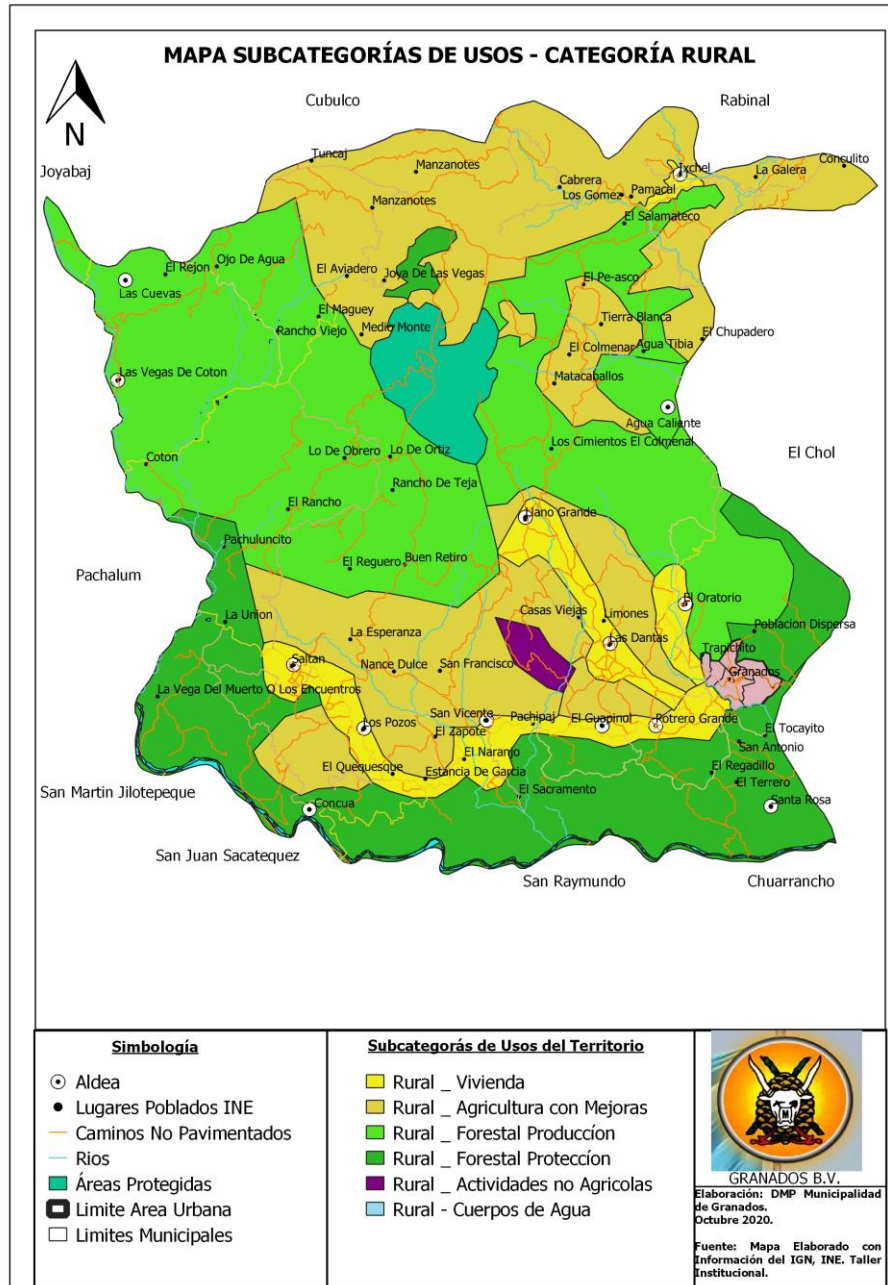 MAPA SUBCATEGORÍAS DE USOS - CATEGORÍA RURAL
N
Cubulco
Rabinal
Joyabaj
Tuncaj
Manzanotes
Ixchel
La Galera
Conculito
Cabrera
Los Gomez
Pamacal
Manzanotes
El Salamateco
El Rejon
Ojo De Agua
Las Cuevas
El Aviadero
Joya De Las Vegas
El Pe-asco
El Maguey
Rancho Viejo
Medio Monte
Tierra Blanca
El Chupadero
El Colmenar
Agua Tibia
Las Vegas De Coton
Matacaballos
Agua Caliente
Coton
Lo De Obrero
Lo De Ortiz
Los Cimientos El Colmenal
El Chol
Rancho De Teja
El Rancho
Llano Grande
Pachuluncito
El Reguero
Buen Retiro
Pachalum
La Union
Casas Viejas
Limones
El Oratorio
La Esperanza
Las Dantas
Poblacion Dispersa
Trapichito
Saltan
Nance Dulce
San Francisco
Granados
La Vega Del Muerto O Los Encuentros
Los Pozos
San Vicente
Pachipaj
El Guapinol
Potrero Grande
El Zapote
El Tocayito
San Antonio
El Naranjo
El Quequesque
Estancia De Garcia
El Regadillo
El Terrero
El Sacramento
San Martin Jilotepeque
Concua
Santa Rosa
San Juan Sacatequez
San Raymundo
Chuarrancho
Simbología
Aldea
Lugares Poblados INE
Caminos No Pavimentados
Rios
Áreas Protegidas
Limite Area Urbana
Limites Municipales
Subcategorás de Usos del Territorio
Rural _ Vivienda
Rural _ Agricultura con Mejoras
Rural _ Forestal Produccíon
Rural _ Forestal Proteccíon
Rural _ Actividades no Agricolas
Rural - Cuerpos de Agua
M
GRANADOS B.V.
Elaboración: DMP Municipalidad
de Granados.
Octubre 2020.
Fuente: Mapa Elaborado con
Información del IGN, INE. Taller
Institucional.